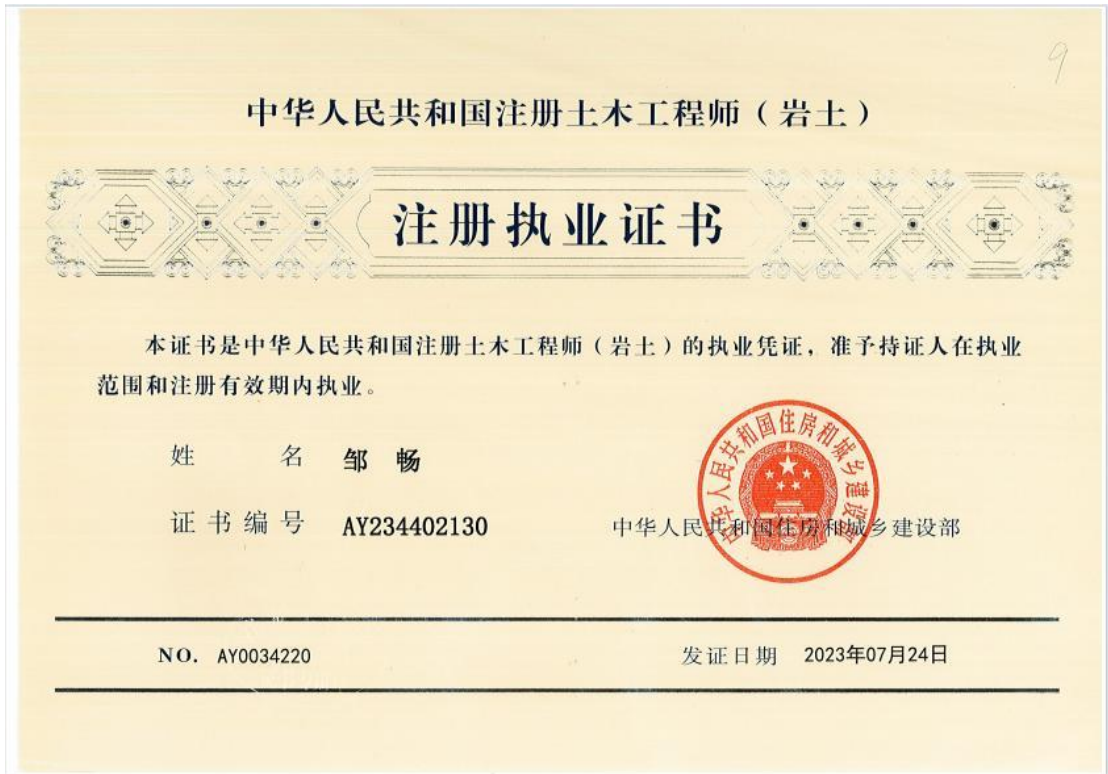 9
中华人民共和国注册土木工程师（岩土）
注册执业证书
本证书是中华人民共和国注册土木工程师（岩土）的执业凭证，准予持证人在执业
范围和注册有效期内执业。
姓名 邹畅
证书编号 AY234402130
中华人民共和国住房和城乡建设部
中华人民共和国住房和城乡建设部
NO. AY0034220
发证日期 2023年07月24日